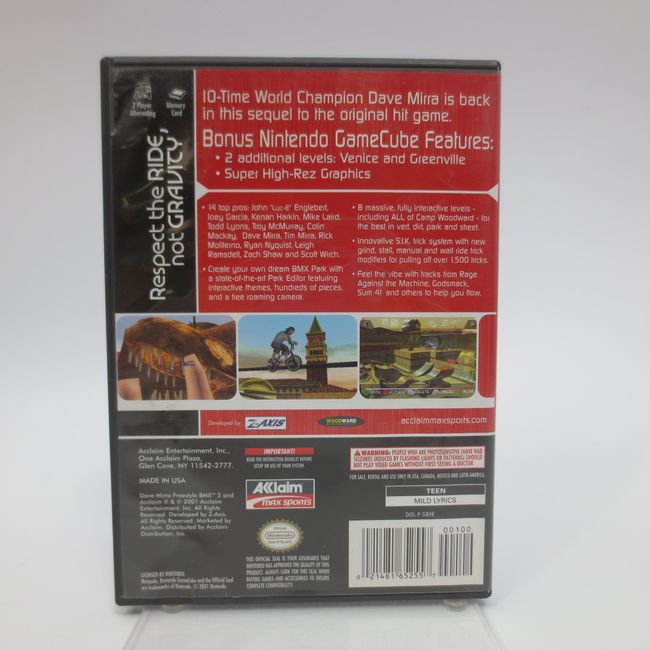 2 Player
Alternating
Memory
Card
Respect the RIDE,
not GRAVITY
10-Time World Champion Dave Mirra is back
in this sequel to the original hit game.
Bonus Nintendo GameCube Features:
• 2 additional levels: Venice and Greenville
• Super High-Rez Graphics
• 14 top pros: John "Luc-E" Englebert,
Joey Garcia, Kenan Harkin, Mike Laird,
Todd Lyons, Troy McMurray, Colin
Mackay, Dave Mirra, Tim Mirra, Rick
Moliterno, Ryan Nyquist, Leigh
Ramsdell, Zach Shaw and Scott Wirch.
• Create your own dream BMX Park with
a state-of-the-art Park Editor featuring
interactive themes, hundreds of pieces,
and a free roaming camera.
• 8 massive, fully interactive levels -
including ALL of Camp Woodward - for
the best in vert, dirt, park and street.
• Innovative S.I.K. trick system with new
grind, stall, manual and wall ride trick
modifiers for pulling off over 1,500 tricks.
• Feel the vibe with tracks from Rage
Against the Machine, Godsmack,
Sum 41 and others to help you flow.
Developed by Z-AXIS
WOODWARD
acclaimmaxsports.com
Acclaim Entertainment, Inc.,
One Acclaim Plaza,
Glen Cove, NY 11542-2777.
MADE IN USA
Dave Mirra Freestyle BMX™ 2 and
Acclaim ® & © 2001 Acclaim
Entertainment, Inc. All Rights
Reserved. Developed by Z-Axis.
All Rights Reserved. Marketed by
Acclaim. Distributed by Acclaim
Distribution, Inc.
LICENSED BY NINTENDO.
Nintendo, Nintendo GameCube and the Official Seal
are trademarks of Nintendo. © 2001 Nintendo.
IMPORTANT!
READ THE INSTRUCTION BOOKLET BEFORE
SETUP OR USE OF YOUR SYSTEM.
AKlaim
max sports
Official
Nintendo
Seal of Quality
THIS OFFICIAL SEAL IS YOUR ASSURANCE THAT
NINTENDO HAS APPROVED THE QUALITY OF THIS
PRODUCT. ALWAYS LOOK FOR THIS SEAL WHEN
BUYING GAMES AND ACCESSORIES TO ENSURE
COMPLETE COMPATIBILITY.
WARNING: PEOPLE WHO ARE PHOTOSENSITIVE (HAVE HAD
SEIZURES INDUCED BY FLASHING LIGHTS OR PATTERNS) SHOULD
NOT PLAY VIDEO GAMES WITHOUT FIRST SEEING A DOCTOR.
FOR SALE, RENTAL AND USE ONLY IN USA, CANADA, MEXICO AND LATIN AMERICA.
TEEN
MILD LYRICS
DOL P GBXE
00100
0 21481 65255 7